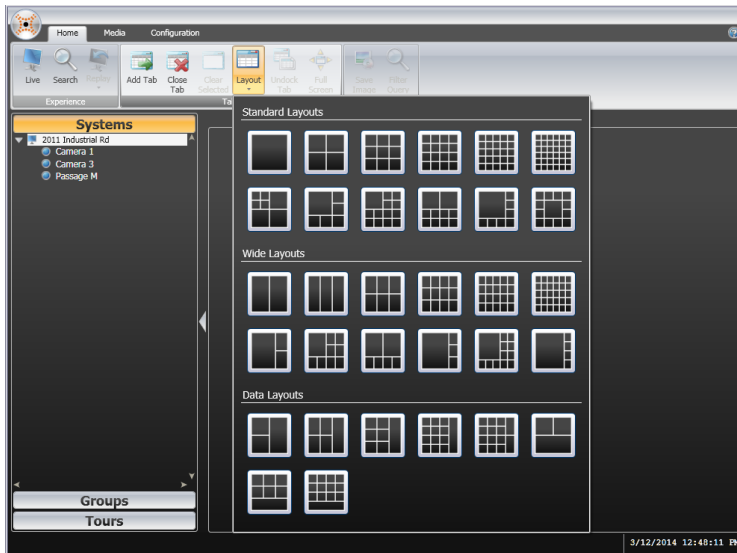 Home Media Configuration
Live Search Replay Add Tab Close Tab Clear Selected Layout Undock Tab Full Screen Save Image Filter Query
Experience Ta
Systems
2011 Industrial Rd
Camera 1
Camera 3
Passage M
Standard Layouts
Wide Layouts
Data Layouts
Groups
Tours
3/12/2014 12:48:11 PM